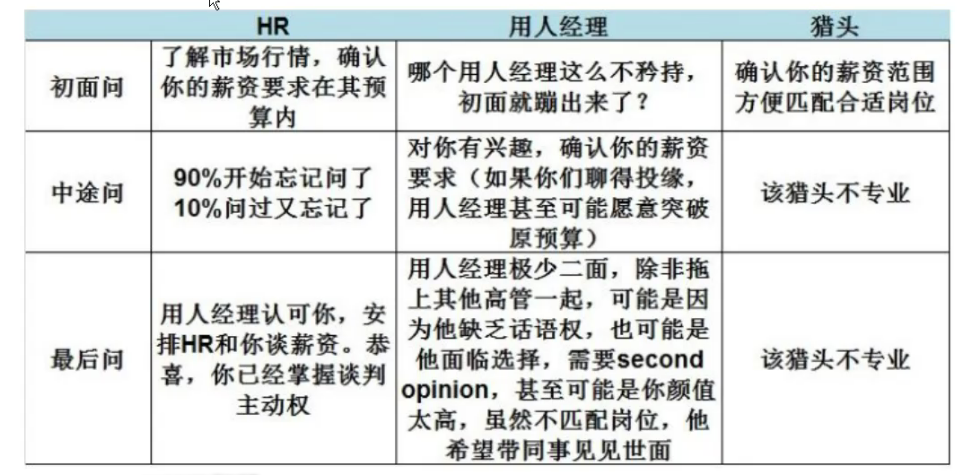 HR
用人经理
猎头
初面问
了解市场行情，确认
你的薪资要求在其预
算内
哪个用人经理这么不矜持，
初面就蹦出来了？
确认你的薪资范围
方便匹配合适岗位
中途问
90%开始忘记问了
10%问过又忘记了
对你有兴趣，确认你的薪资
要求（如果你们聊得投缘，
用人经理甚至可能愿意突破
原预算）
该猎头不专业
最后问
用人经理认可你，安
排HR和你谈薪资。恭
喜，你已经掌握谈判
主动权
用人经理极少二面，除非拖
上其他高管一起，可能是因
为他缺乏话语权，也可能是
他面临选择，需要second
opinion，甚至可能是你颜值
太高，虽然不匹配岗位，他
希望带同事见见世面
该猎头不专业